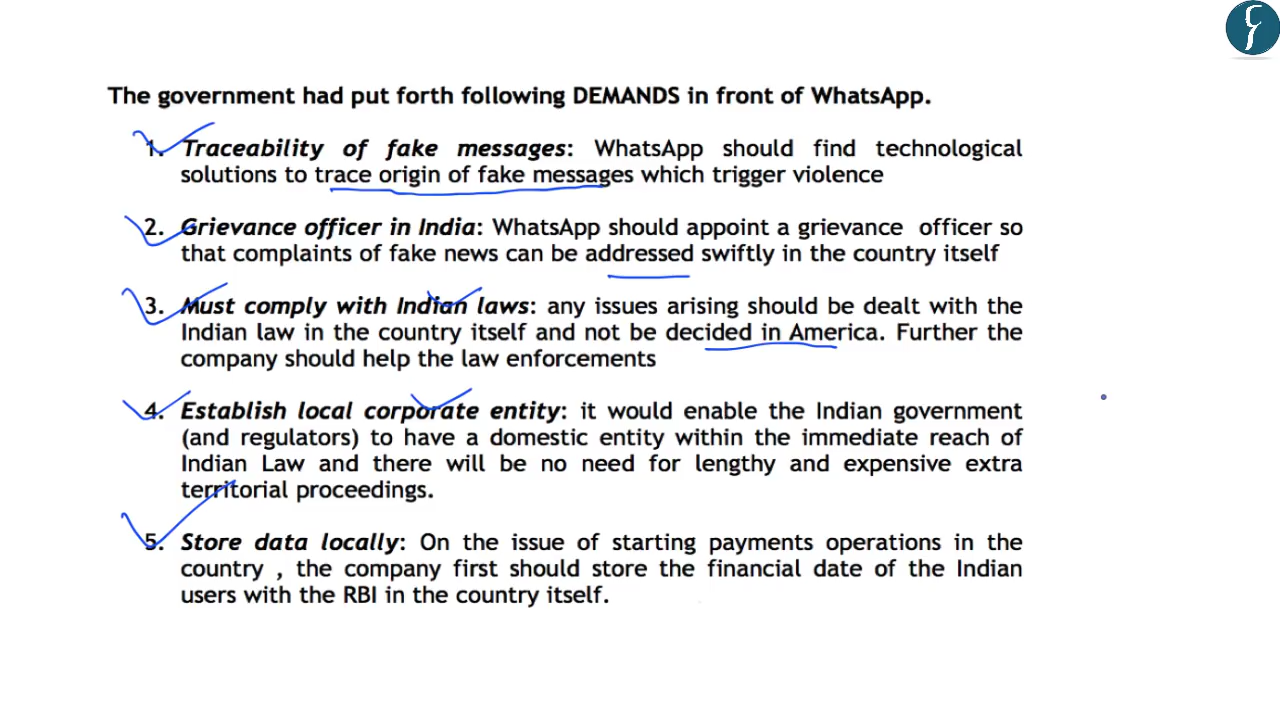 The government had put forth following DEMANDS in front of WhatsApp.
1. Traceability of fake messages: WhatsApp should find technological
solutions to trace origin of fake messages which trigger violence
2. Grievance officer in India: WhatsApp should appoint a grievance officer so
that complaints of fake news can be addressed swiftly in the country itself
3. Must comply with Indian laws: any issues arising should be dealt with the
Indian law in the country itself and not be decided in America. Further the
company should help the law enforcements
4. Establish local corporate entity: it would enable the Indian government
(and regulators) to have a domestic entity within the immediate reach of
Indian Law and there will be no need for lengthy and expensive extra
territorial proceedings.
5. Store data locally: On the issue of starting payments operations in the
country , the company first should store the financial date of the Indian
users with the RBI in the country itself.